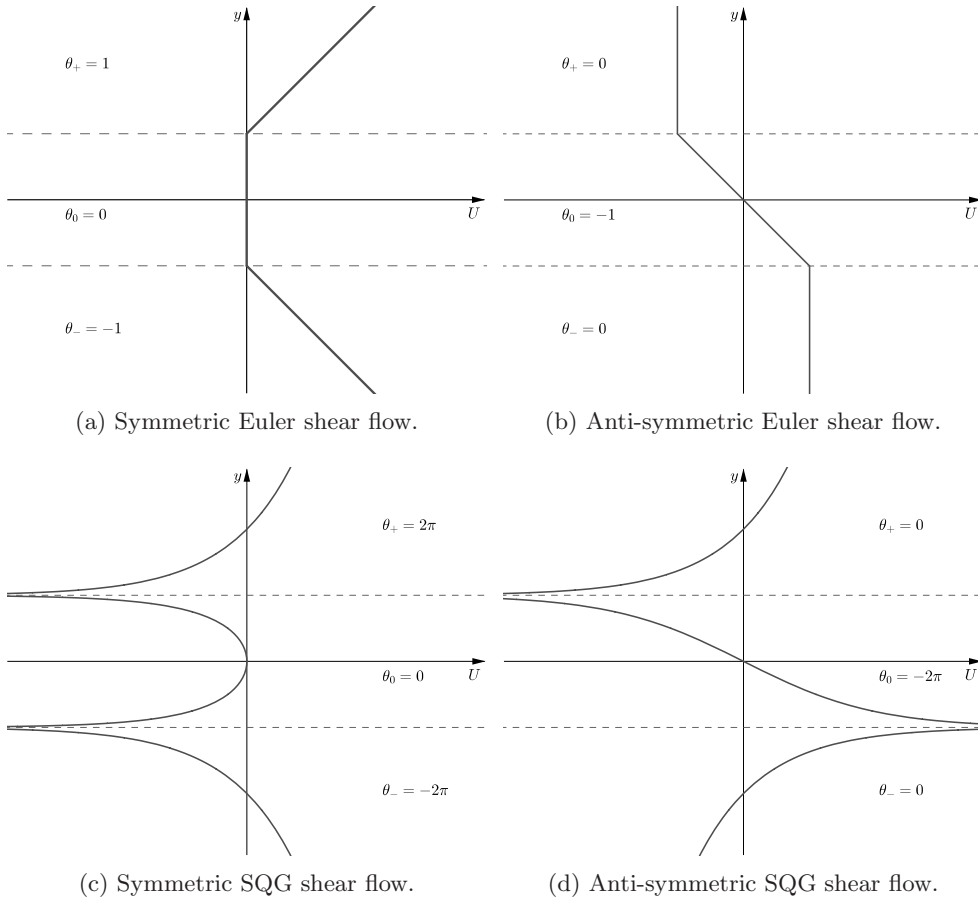 y
θ₊ = 1
θ₀ = 0
U
θ₋ = −1
(a) Symmetric Euler shear flow.
y
θ₊ = 0
θ₀ = −1
U
θ₋ = 0
(b) Anti-symmetric Euler shear flow.
y
θ₊ = 2π
θ₀ = 0
U
θ₋ = −2π
(c) Symmetric SQG shear flow.
y
θ₊ = 0
θ₀ = −2π
U
θ₋ = 0
(d) Anti-symmetric SQG shear flow.